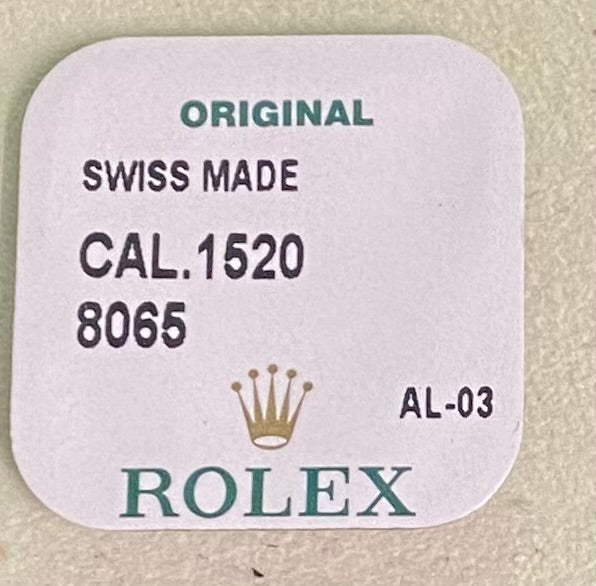 ORIGINAL
SWISS MADE
CAL.1520
8065
AL-03
ROLEX